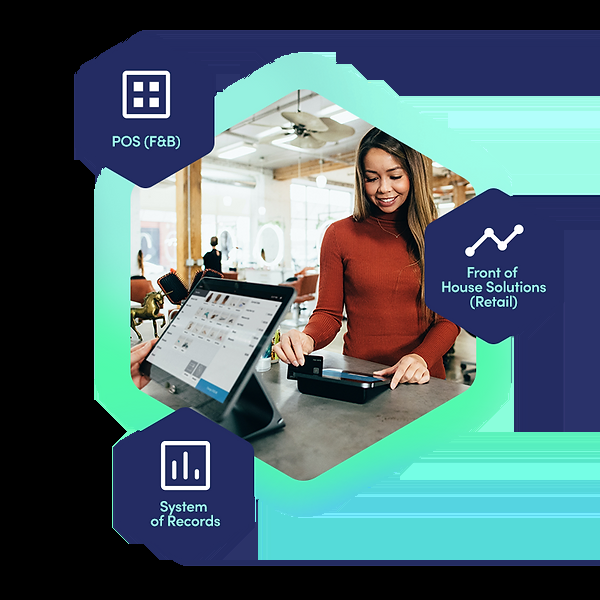 POS (F&B)
Front of
House Solutions
(Retail)
System
of Records